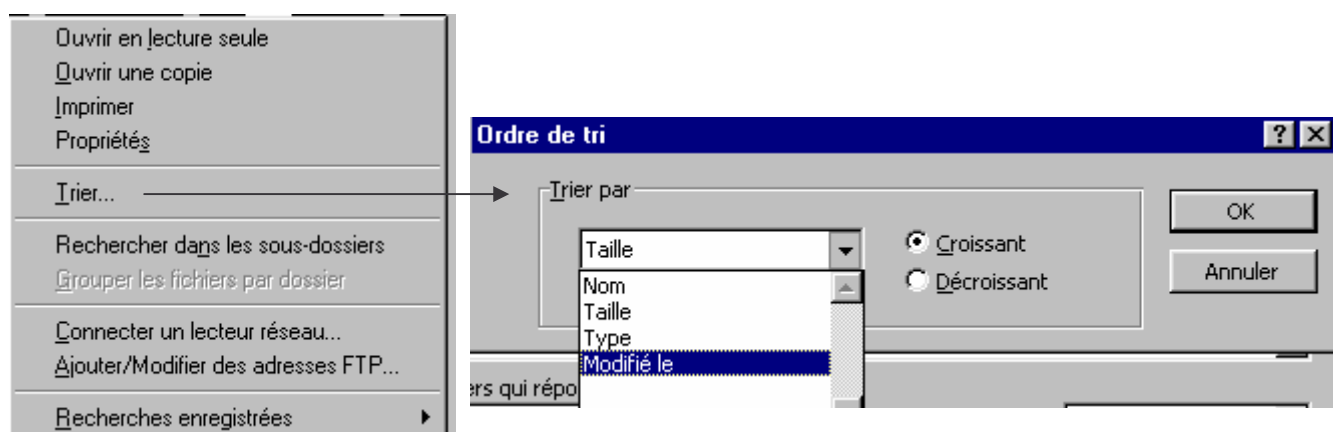 Ouvrir en lecture seule
Ouvrir une copie
Imprimer
Propriétés
Trier...
Rechercher dans les sous-dossiers
Grouper les fichiers par dossier
Connecter un lecteur réseau...
Ajouter/Modifier des adresses FTP...
Recherches enregistrées
Ordre de tri
Trier par
Taille
Nom
Taille
Type
Modifié le
Croissant
Décroissant
OK
Annuler
qui